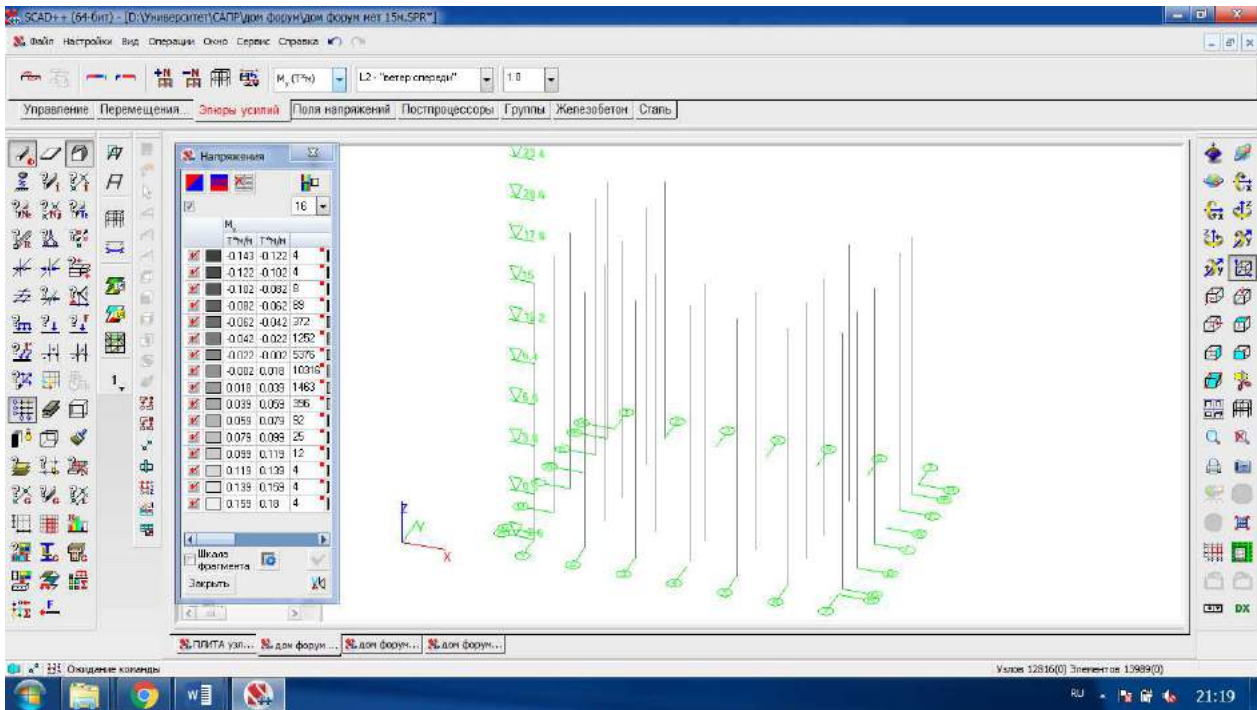 SCAD++ (64-бит) - [D:\Университет\САПР\дом форум\дом форум мет 15м.SPR*]
Файл Настройки Вид Операции Окно Сервис Справка
L2 - "ветер спереди" 1.0
Управление Перемещения... Эпюры усилий Поля напряжений Постпроцессоры Группы Железобетон Сталь
Напряжения
16
T*м/м T*м/м
-0.143 -0.122 4
-0.122 -0.102 4
-0.102 -0.082 8
-0.082 -0.062 89
-0.062 -0.042 372
-0.042 -0.022 1252
-0.022 -0.002 5376
-0.002 0.018 10316
0.018 0.039 1463
0.039 0.059 396
0.059 0.079 92
0.079 0.099 25
0.099 0.119 12
0.119 0.139 4
0.139 0.159 4
0.159 0.18 4
Шкала фрагмента
Закрыть
Z
Y
X
ПЛИТА узл... дом форум ... дом форум... дом форум...
Ожидание команды
Узлов 12816(0) Элементов 13989(0)
RU 21:19
DX